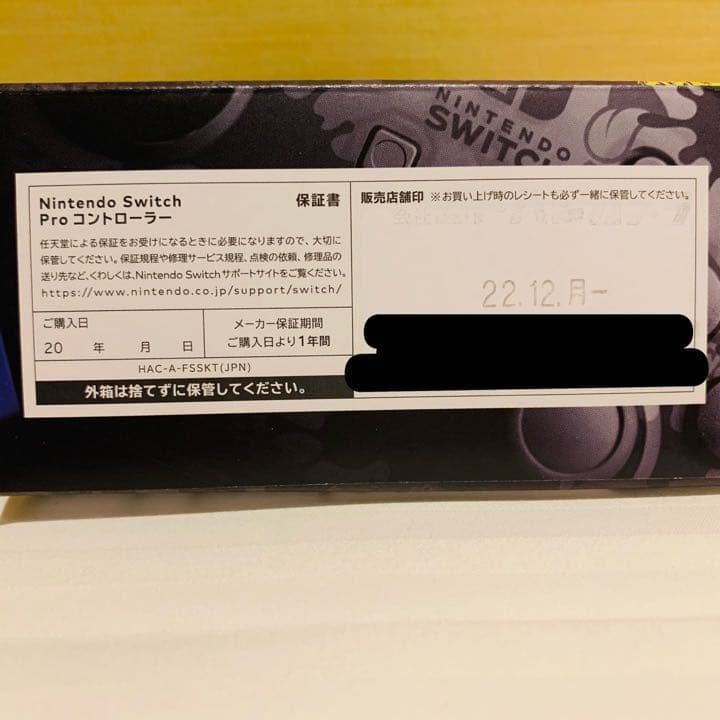 NINTENDO
SWITCH
Nintendo Switch
Pro コントローラー
保証書
任天堂による保証をお受けになるときに必要になりますので、大切に
保管してください。保証規程や修理サービス規程、点検の依頼、修理品の
送り先など、くわしくは、Nintendo Switchサポートサイトをご覧ください。
https://www.nintendo.co.jp/support/switch/
ご購入日
20 年 月 日
メーカー保証期間
ご購入日より1年間
HAC-A-FSSKT(JPN)
外箱は捨てずに保管してください。
販売店舗印 ※お買い上げ時のレシートも必ず一緒に保管してください。
22.12.月ー